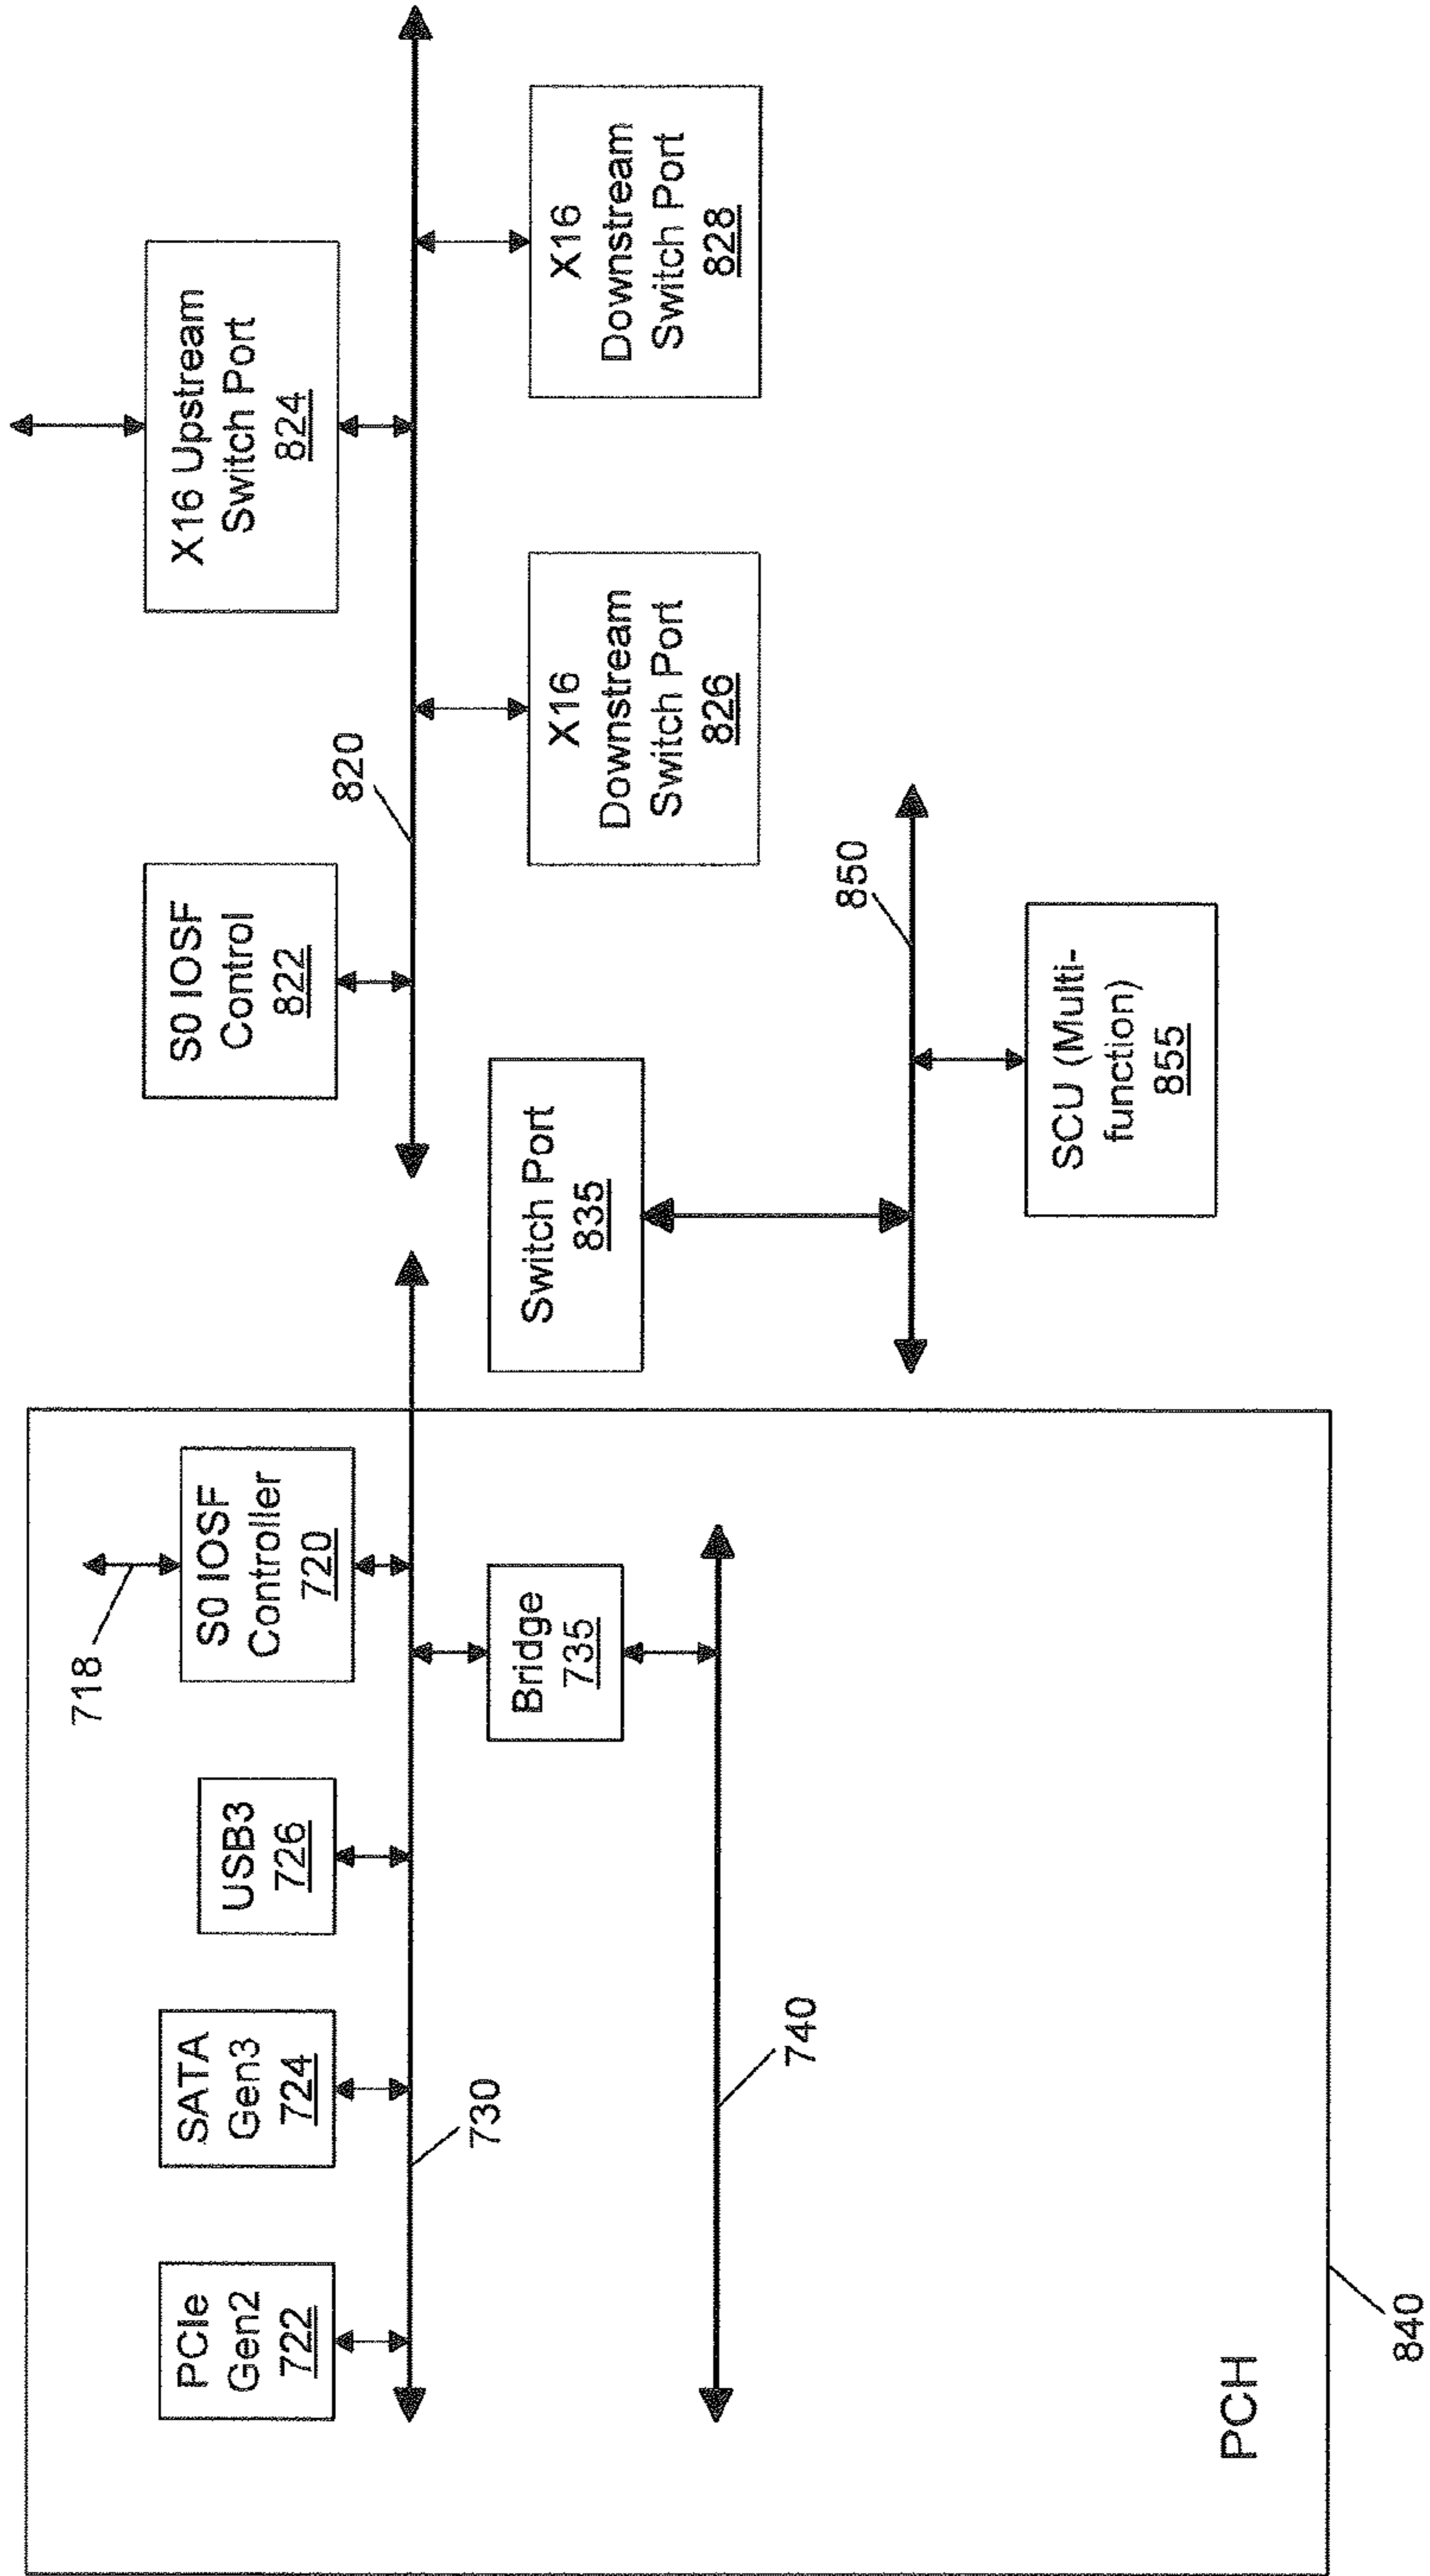 718
PCIe
Gen2
722
SATA
Gen3
724
USB3
726
S0 IOSF
Controller
720
730
Bridge
735
740
PCH
840
S0 IOSF
Control
822
820
X16 Upstream
Switch Port
824
X16
Downstream
Switch Port
826
X16
Downstream
Switch Port
828
Switch Port
835
850
SCU (Multi-
function)
855